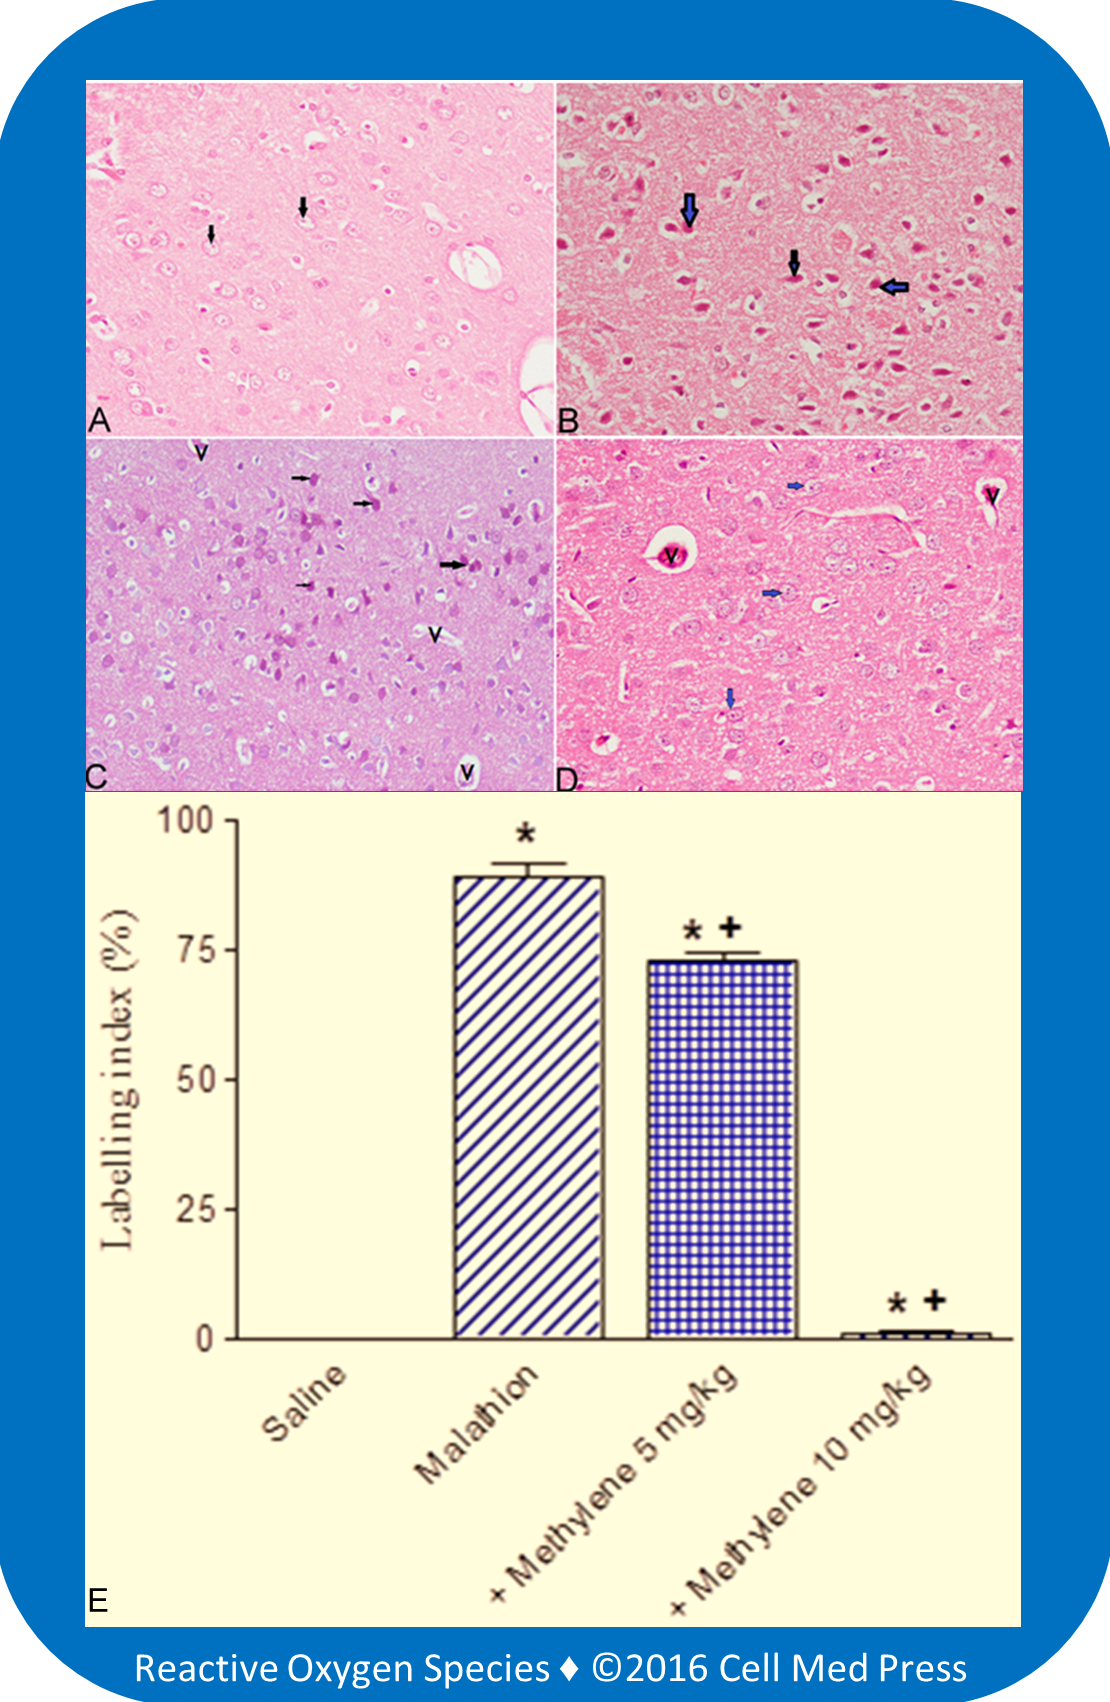 A
B
V
V
V
C
V
V
D
100
75
50
25
0
Labelling index (%)
*
* +
* +
Saline
Malathion
+ Methylene 5 mg/kg
+ Methylene 10 mg/kg
E
Reactive Oxygen Species ♦ ©2016 Cell Med Press